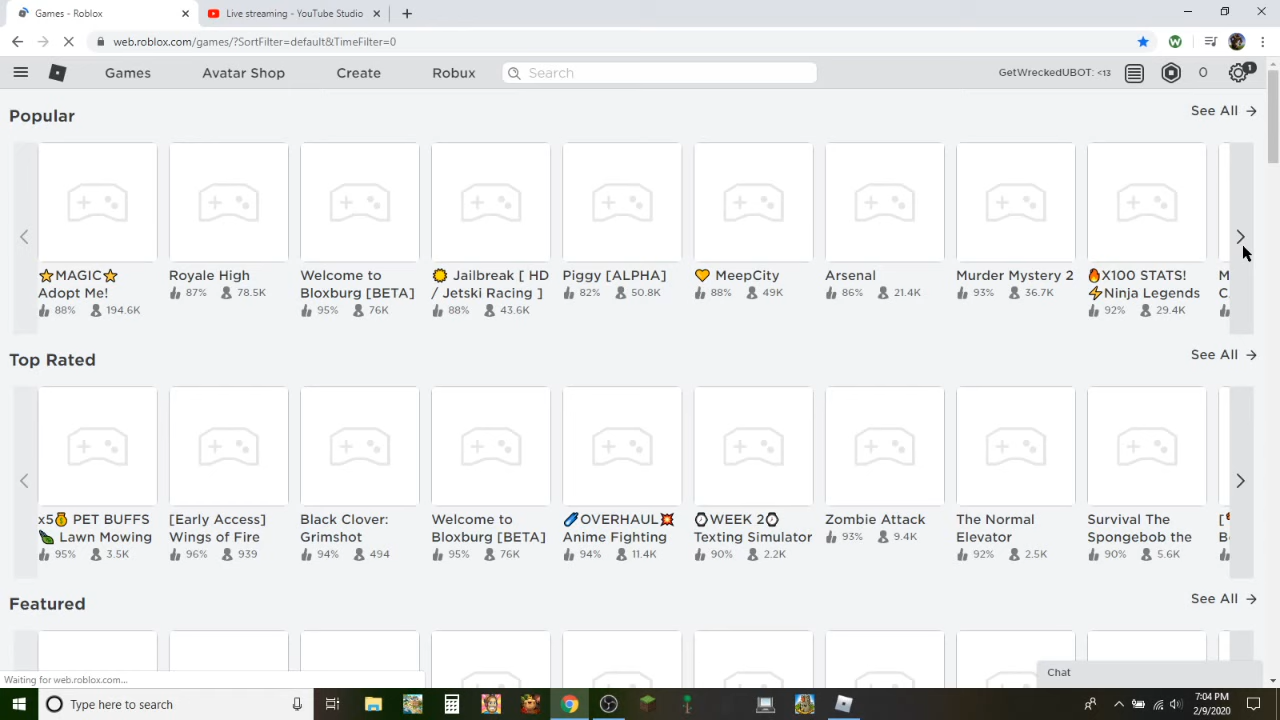 Games - Roblox
Live streaming - YouTube Studio
web.roblox.com/games/?SortFilter=default&TimeFilter=0
Games
Avatar Shop
Create
Robux
Search
GetWreckedUBOT: <13
0
1
Popular
See All
⭐MAGIC⭐
Adopt Me!
88% 194.6K
Royale High
87% 78.5K
Welcome to
Bloxburg [BETA]
95% 76K
Jailbreak [ HD
/ Jetski Racing ]
88% 43.6K
Piggy [ALPHA]
82% 50.8K
💛 MeepCity
88% 49K
Arsenal
86% 21.4K
Murder Mystery 2
93% 36.7K
🔥X100 STATS!
⚡Ninja Legends
92% 29.4K
M
C
Top Rated
See All
x5💰 PET BUFFS
Lawn Mowing
95% 3.5K
[Early Access]
Wings of Fire
96% 939
Black Clover:
Grimshot
94% 494
Welcome to
Bloxburg [BETA]
95% 76K
OVERHAUL💥
Anime Fighting
94% 11.4K
⌚WEEK 2⌚
Texting Simulator
90% 2.2K
Zombie Attack
93% 9.4K
The Normal
Elevator
92% 2.5K
Survival The
Spongebob the
90% 5.6K
Featured
See All
Chat
Waiting for web.roblox.com...
Type here to search
7:04 PM
2/9/2020